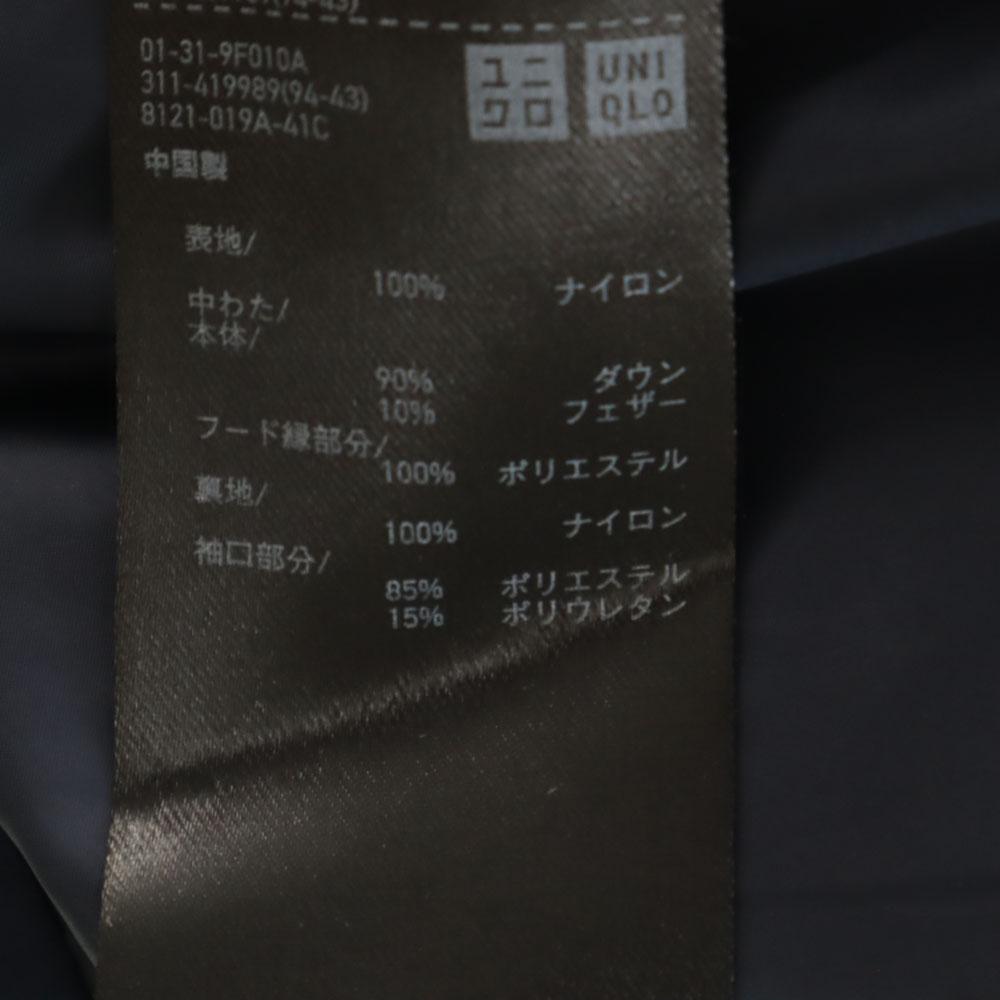 01-31-9F010A
311-419989(94-43)
8121-019A-41C
中国製
ユニ
クロ
UNI
QLO
表地/
100% ナイロン
中わた/
本体/
90% ダウン
10% フェザー
フード縁部分/
100% ポリエステル
裏地/
100% ナイロン
袖口部分/
85% ポリエステル
15% ポリウレタン